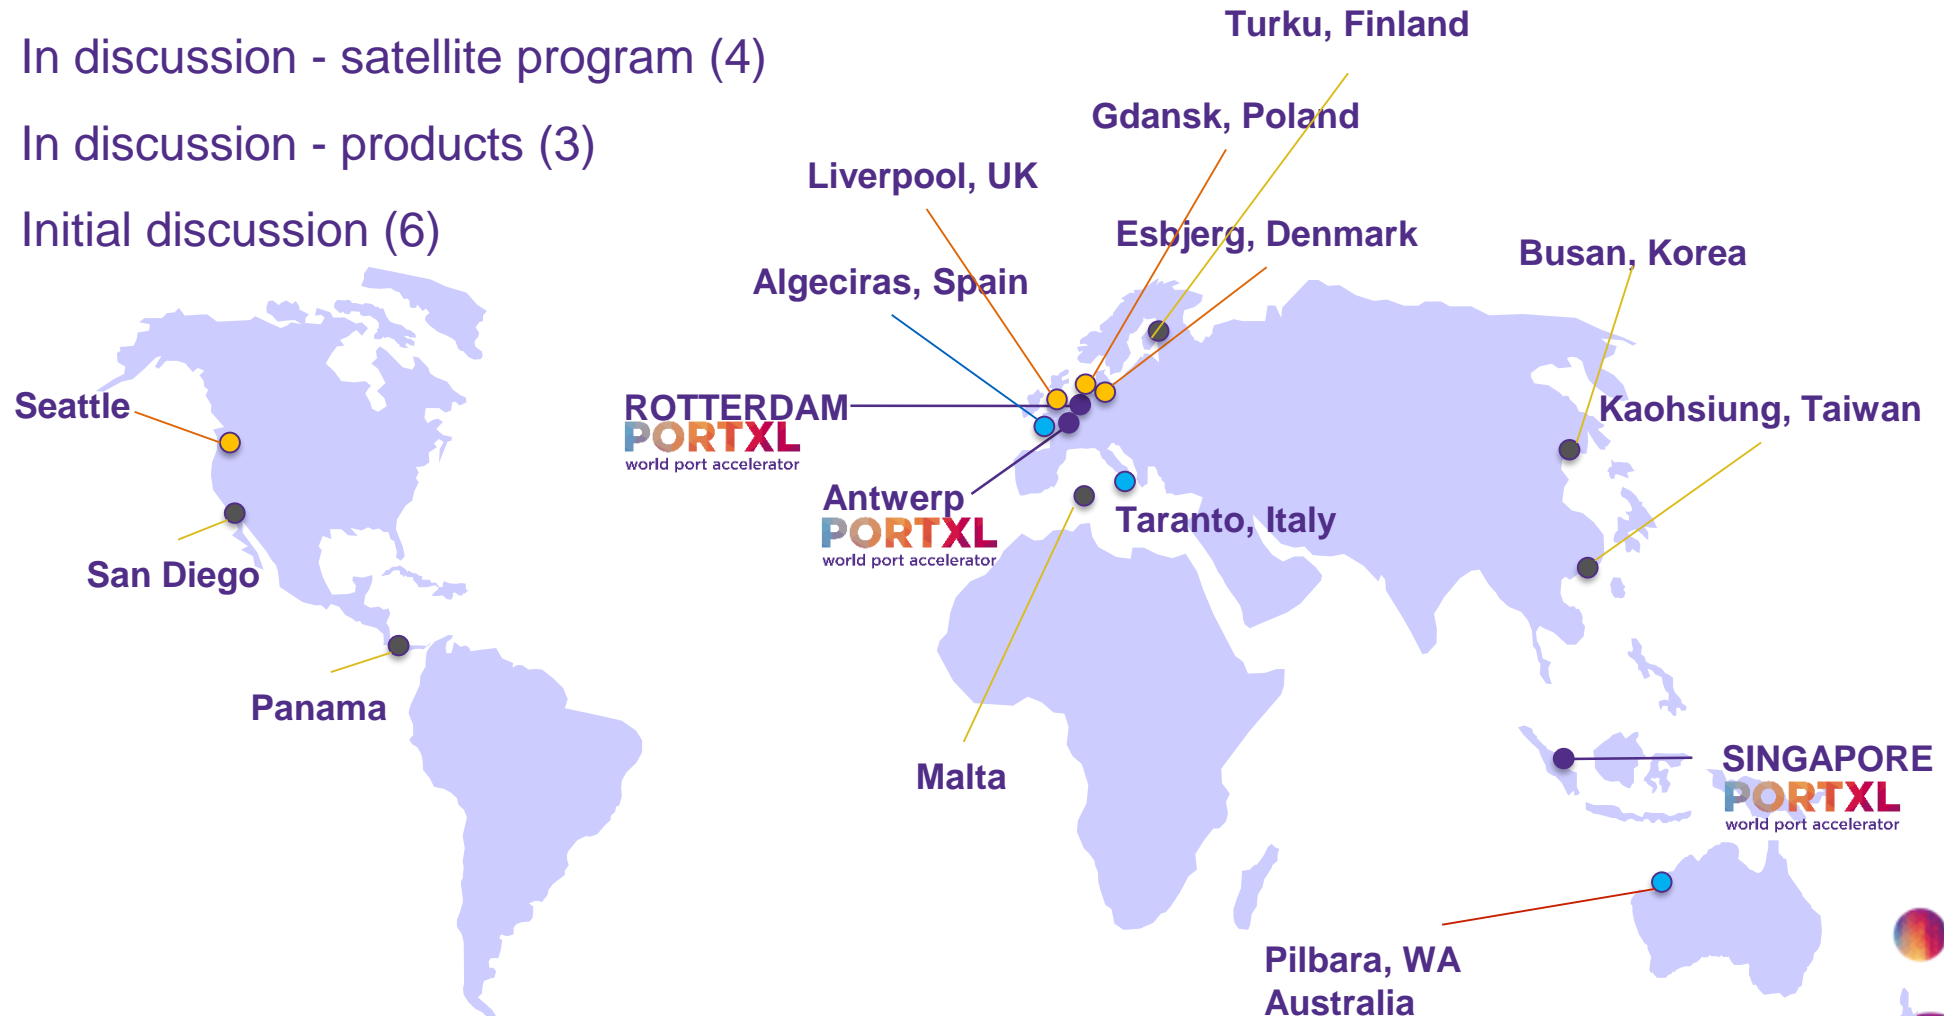 In discussion - satellite program (4)
In discussion - products (3)
Initial discussion (6)
Turku, Finland
Gdansk, Poland
Liverpool, UK
Esbjerg, Denmark
Busan, Korea
Algeciras, Spain
Seattle
ROTTERDAM
PORTXL
world port accelerator
Kaohsiung, Taiwan
Antwerp
PORTXL
world port accelerator
Taranto, Italy
San Diego
Panama
Malta
SINGAPORE
PORTXL
world port accelerator
Pilbara, WA
Australia